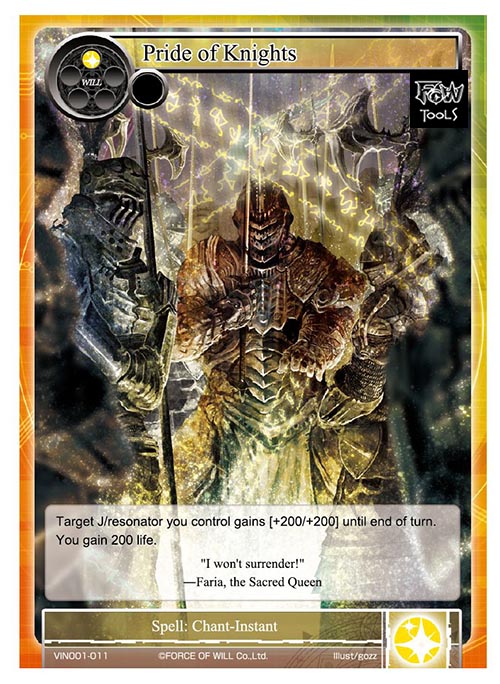 Pride of Knights
WILL
FOW
TOOLS
Target J/resonator you control gains [+200/+200] until end of turn.
You gain 200 life.
"I won't surrender!"
—Faria, the Sacred Queen
Spell: Chant-Instant
VIN001-011 ©FORCE OF WILL Co.,Ltd. Illust/gozz